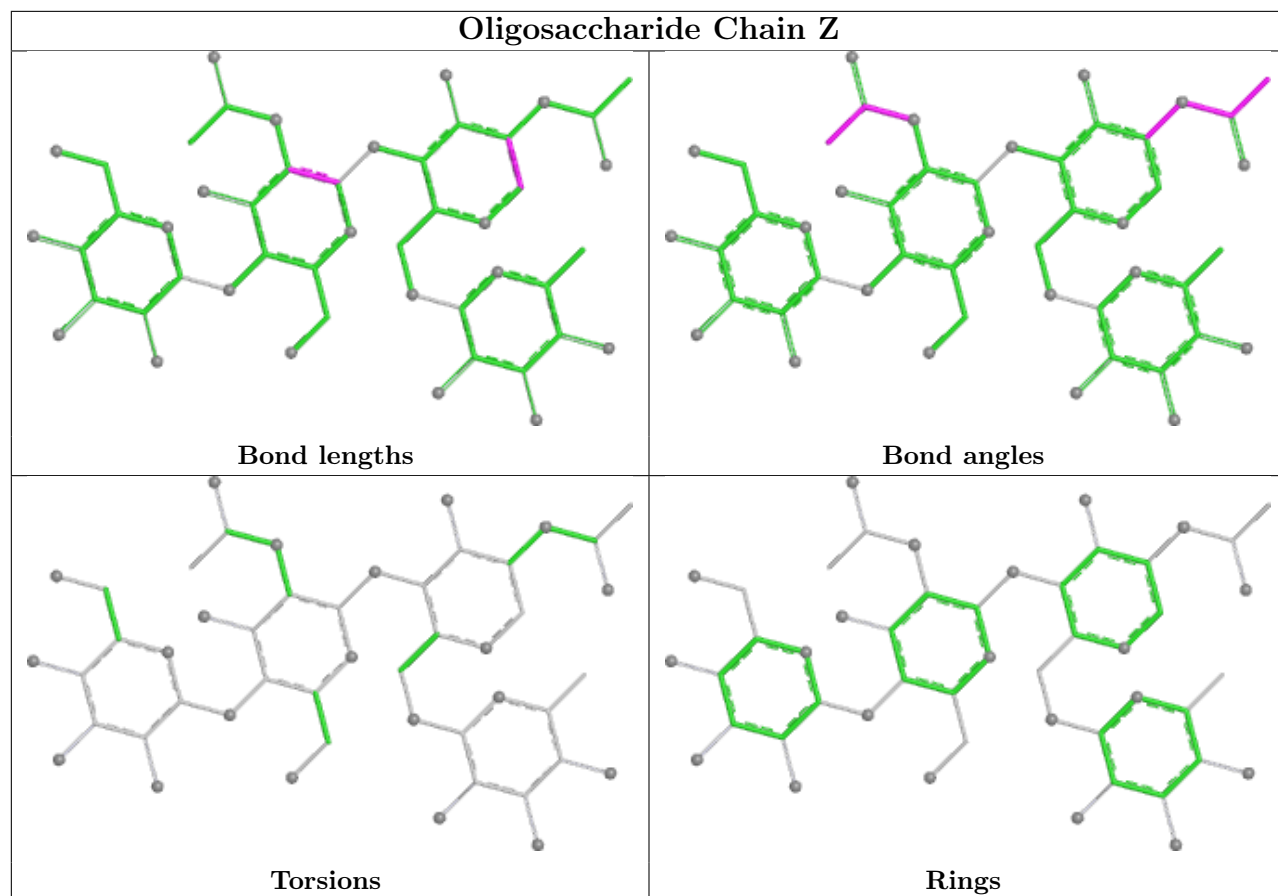 Oligosaccharide Chain Z
Bond lengths
Bond angles
Torsions
Rings